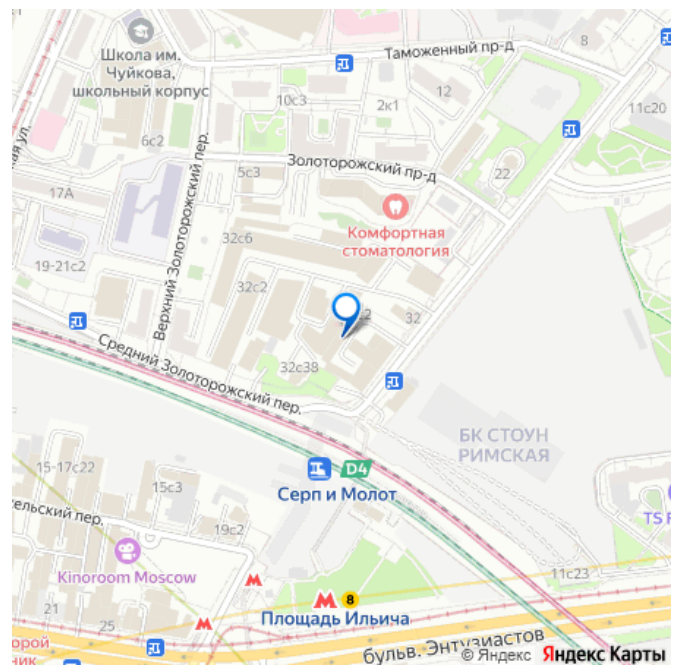 Школа им.
Чуйкова,
школьный корпус
Таможенный пр-д
8
10с3
2к1
12
11с20
6с2
Золоторожский пр-д
5с3
22
17А
Верхний Золоторожский пер.
Комфортная
стоматология
32с6
19-21с2
32с2
32
Средний Золоторожский пер.
32с38
БК СТОУН
РИМСКАЯ
D4
Серп и Молот
15-17с22
15с3
19с2
TS
Kinoroom Moscow
11с23
М 8
Площадь Ильича
21
25
бульв. Энтузиастов
© Яндекс Яндекс Карты